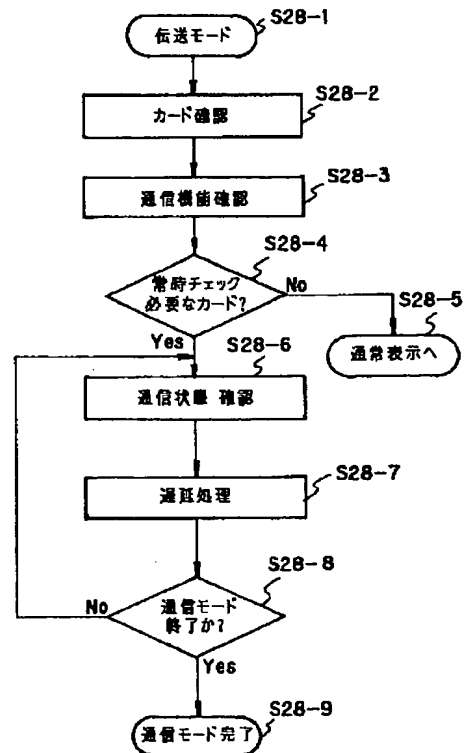 伝送モード
S28-1
カード確認
S28-2
通信機能確認
S28-3
常時チェック
必要なカード?
S28-4
No
S28-5
通常表示へ
Yes
S28-6
通信状態 確認
S28-7
遅延処理
S28-8
通信モード
終了か?
No
Yes
S28-9
通信モード完了